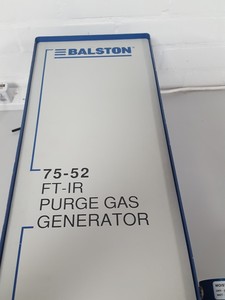 BALSTON
75-52
FT-IR
PURGE GAS
GENERATOR